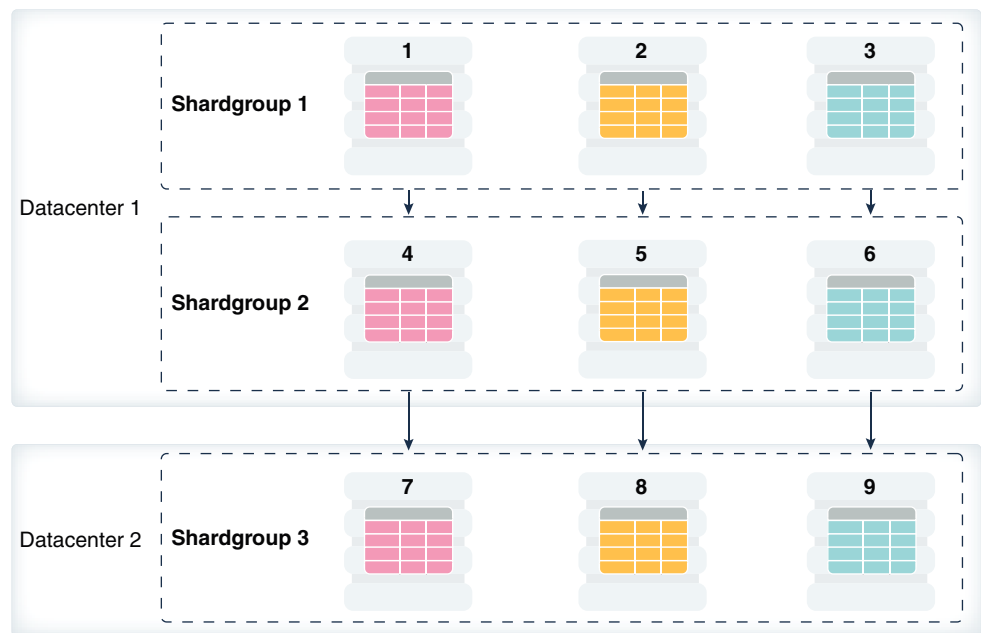 1 2 3
Shardgroup 1
Datacenter 1
4 5 6
Shardgroup 2
7 8 9
Datacenter 2 Shardgroup 3